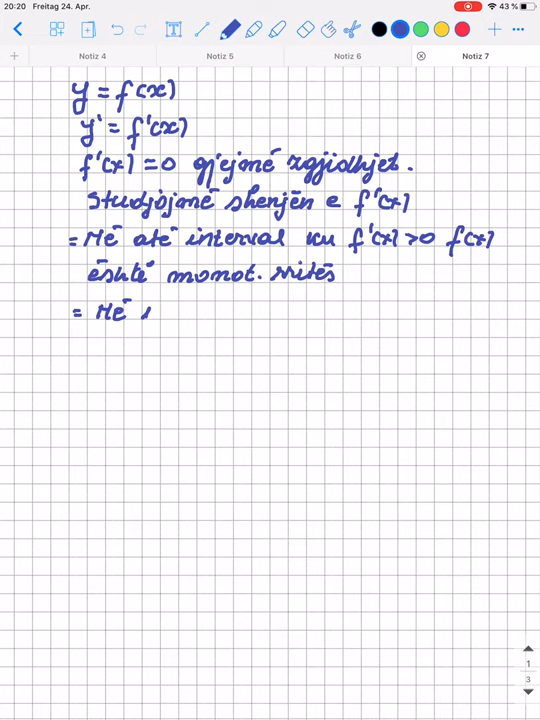 20:20 Freitag 24. Apr. 43 %
Notiz 4 Notiz 5 Notiz 6 Notiz 7
y = f(x)
y' = f'(x)
f'(x) = 0 gjejmë zgjidhjet.
Studjojmë shenjën e f'(x)
= Në atë interval ku f'(x) > 0 f(x)
është monot. rritës
= Në
1
3